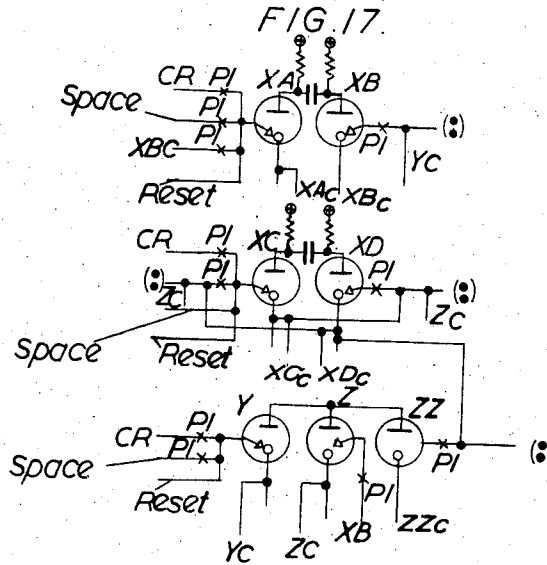 FIG.17.
CR PI XA XB
Space PI
PI PI (:)
XBC YC
Reset XAC XBC
CR PI XC XD
(:) PI PI (:)
ZC ZC
Space Reset
XCC XDC
Y Z ZZ
CR PI
Space PI PI (:
Reset PI
YC ZC XB ZZC